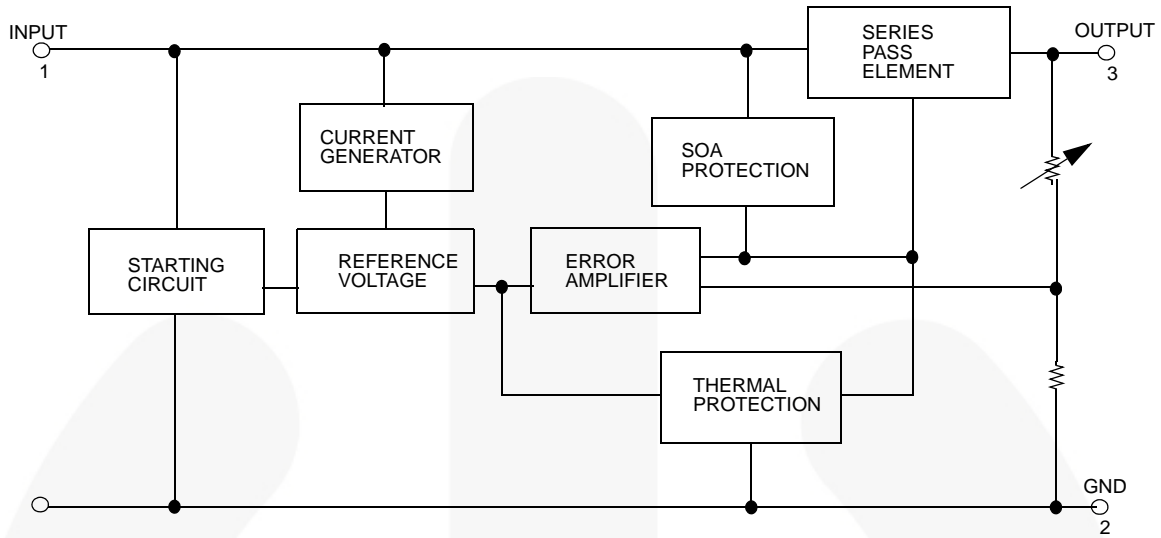 INPUT
1
SERIES
PASS
ELEMENT
OUTPUT
3
CURRENT
GENERATOR
SOA
PROTECTION
STARTING
CIRCUIT
REFERENCE
VOLTAGE
ERROR
AMPLIFIER
THERMAL
PROTECTION
GND
2